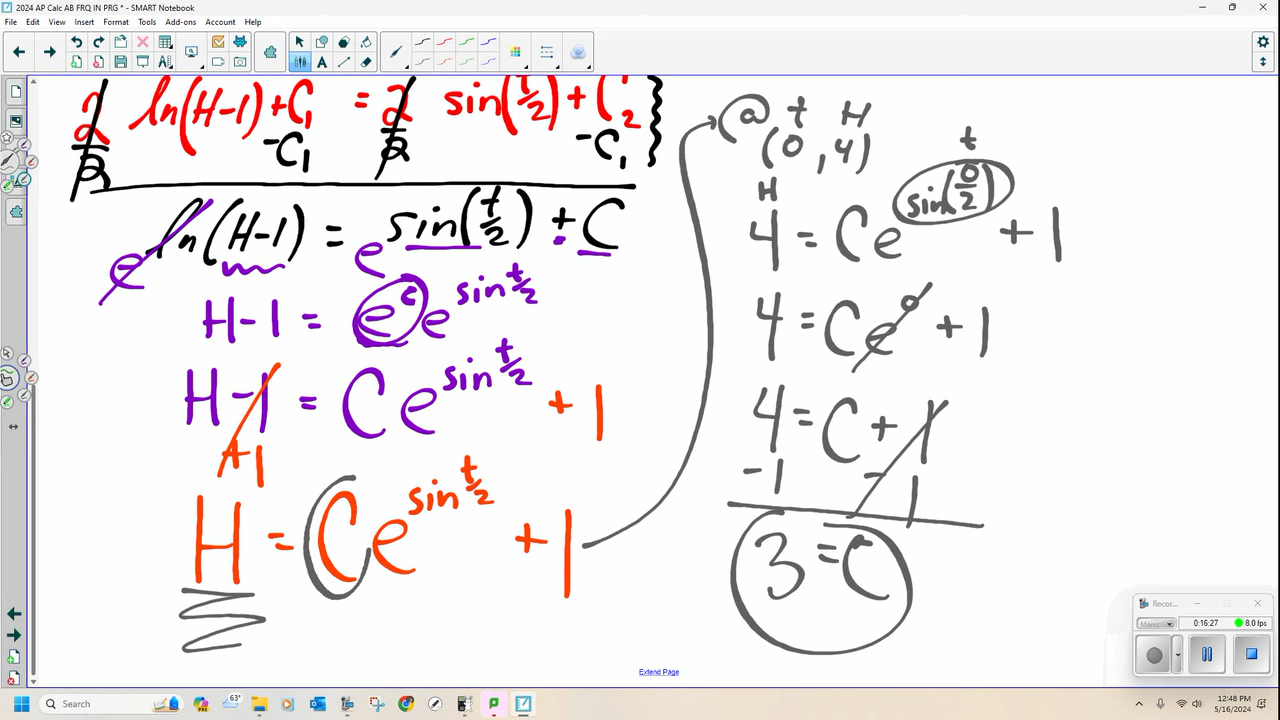 2024 AP Calc AB FRQ IN PRG * - SMART Notebook
File Edit View Insert Format Tools Add-ons Account Help
2/2 ln(H-1)+C₁ = 2/2 sin(t/2)+C₂
-C₁ -C₁
ln(H-1) = sin(t/2) + C
e e
H-1 = e^c e^sin t/2
H-1 = Ce^sin t/2 + 1
+1
H = Ce^sin t/2 + 1
@ t H
(0, 4)
t
H
4 = Ce^sin(0/2) + 1
4 = Ce^0 + 1
4 = C + 1
-1 -1
3 = C
Extend Page
Recor...
Menu
0:16:27
8.0 fps
Search
63°
12:48 PM
5/16/2024